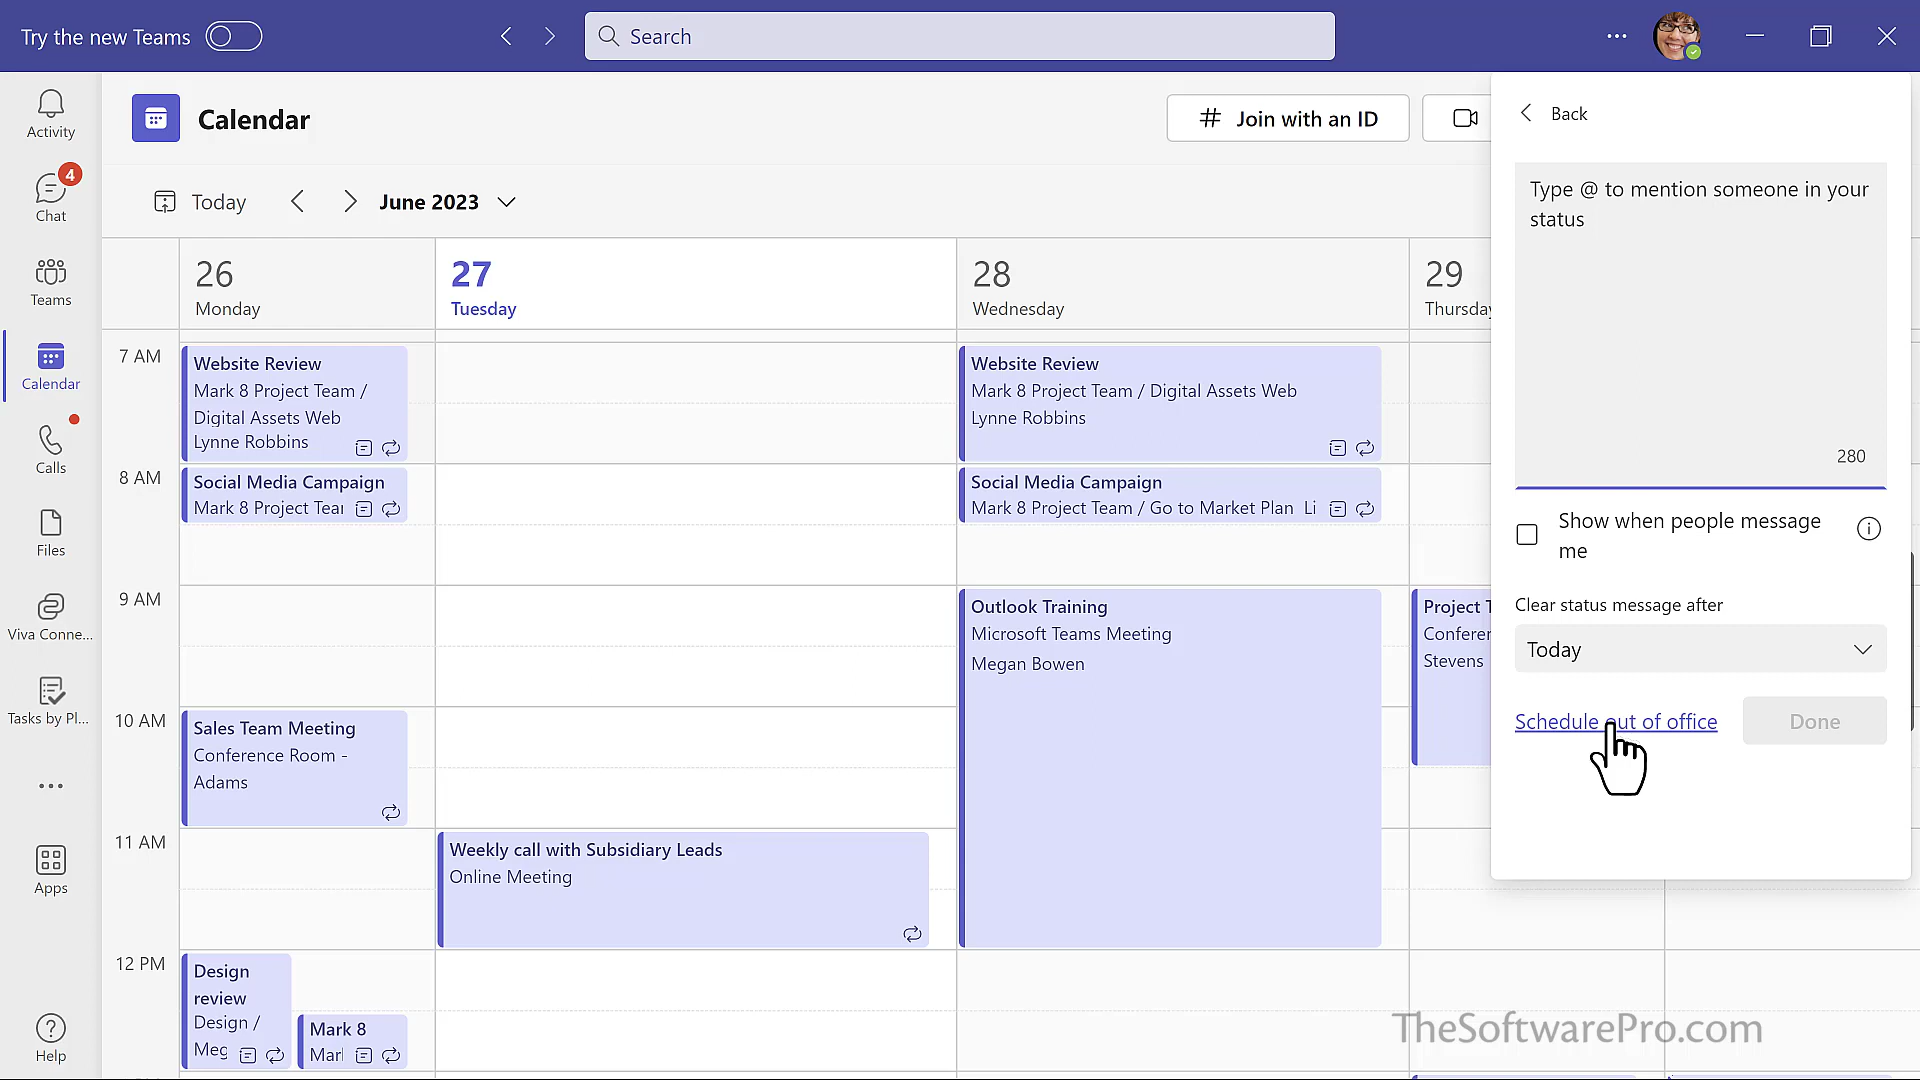 Try the new Teams
Search
Activity
4
Chat
Teams
Calendar
Calls
Files
Viva Conne...
Tasks by Pl...
Apps
Help
Calendar
# Join with an ID
Today
June 2023
26
Monday
27
Tuesday
28
Wednesday
29
Thursday
7 AM
8 AM
9 AM
10 AM
11 AM
12 PM
Website Review
Mark 8 Project Team /
Digital Assets Web
Lynne Robbins
Social Media Campaign
Mark 8 Project Tear
Sales Team Meeting
Conference Room -
Adams
Design
review
Design /
Meg
Mark 8
Mark
Weekly call with Subsidiary Leads
Online Meeting
Website Review
Mark 8 Project Team / Digital Assets Web
Lynne Robbins
Social Media Campaign
Mark 8 Project Team / Go to Market Plan Li
Outlook Training
Microsoft Teams Meeting
Megan Bowen
Project T
Conferer
Stevens
Back
Type @ to mention someone in your
status
280
Show when people message
me
Clear status message after
Today
Schedule out of office
Done
TheSoftwarePro.com